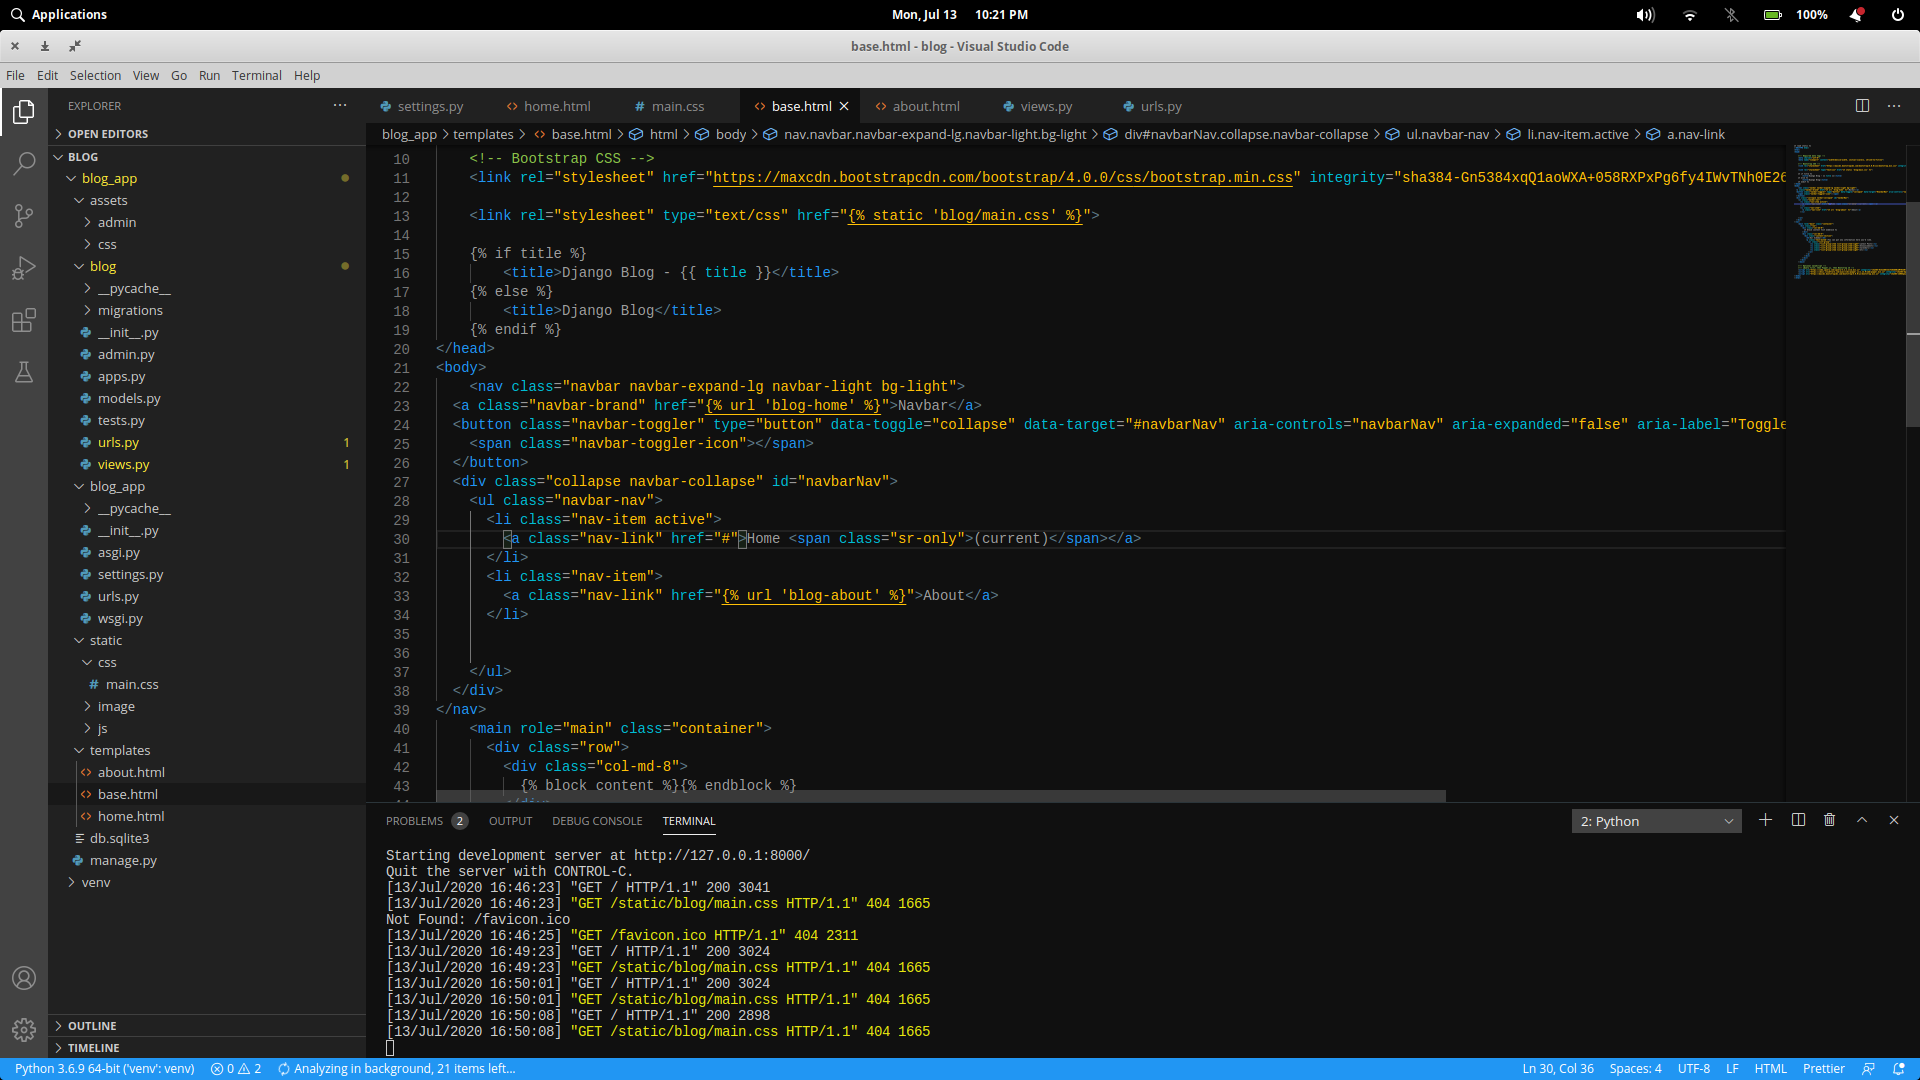 Applications
Mon, Jul 13 10:21 PM
100%
base.html - blog - Visual Studio Code
File Edit Selection View Go Run Terminal Help
EXPLORER
OPEN EDITORS
BLOG
blog_app
assets
admin
css
blog
__pycache__
migrations
__init__.py
admin.py
apps.py
models.py
tests.py
urls.py 1
views.py 1
blog_app
__pycache__
__init__.py
asgi.py
settings.py
urls.py
wsgi.py
static
css
# main.css
image
js
templates
<> about.html
<> base.html
<> home.html
db.sqlite3
manage.py
venv
OUTLINE
TIMELINE
settings.py <> home.html # main.css <> base.html <> about.html views.py urls.py
blog_app > templates > <> base.html > html > body > nav.navbar.navbar-expand-lg.navbar-light.bg-light > div#navbarNav.collapse.navbar-collapse > ul.navbar-nav > li.nav-item.active > a.nav-link
10 <!-- Bootstrap CSS -->
11 <link rel="stylesheet" href="https://maxcdn.bootstrapcdn.com/bootstrap/4.0.0/css/bootstrap.min.css" integrity="sha384-Gn5384xqQ1aoWXA+058RXPxPg6fy4IWvTNh0E26
12
13 <link rel="stylesheet" type="text/css" href="{% static 'blog/main.css' %}">
14
15 {% if title %}
16 <title>Django Blog - {{ title }}</title>
17 {% else %}
18 <title>Django Blog</title>
19 {% endif %}
20 </head>
21 <body>
22 <nav class="navbar navbar-expand-lg navbar-light bg-light">
23 <a class="navbar-brand" href="{% url 'blog-home' %}">Navbar</a>
24 <button class="navbar-toggler" type="button" data-toggle="collapse" data-target="#navbarNav" aria-controls="navbarNav" aria-expanded="false" aria-label="Toggle
25 <span class="navbar-toggler-icon"></span>
26 </button>
27 <div class="collapse navbar-collapse" id="navbarNav">
28 <ul class="navbar-nav">
29 <li class="nav-item active">
30 <a class="nav-link" href="#">Home <span class="sr-only">(current)</span></a>
31 </li>
32 <li class="nav-item">
33 <a class="nav-link" href="{% url 'blog-about' %}">About</a>
34 </li>
35
36
37 </ul>
38 </div>
39 </nav>
40 <main role="main" class="container">
41 <div class="row">
42 <div class="col-md-8">
43 {% block content %}{% endblock %}
PROBLEMS 2 OUTPUT DEBUG CONSOLE TERMINAL 2: Python
Starting development server at http://127.0.0.1:8000/
Quit the server with CONTROL-C.
[13/Jul/2020 16:46:23] "GET / HTTP/1.1" 200 3041
[13/Jul/2020 16:46:23] "GET /static/blog/main.css HTTP/1.1" 404 1665
Not Found: /favicon.ico
[13/Jul/2020 16:46:25] "GET /favicon.ico HTTP/1.1" 404 2311
[13/Jul/2020 16:49:23] "GET / HTTP/1.1" 200 3024
[13/Jul/2020 16:49:23] "GET /static/blog/main.css HTTP/1.1" 404 1665
[13/Jul/2020 16:50:01] "GET / HTTP/1.1" 200 3024
[13/Jul/2020 16:50:01] "GET /static/blog/main.css HTTP/1.1" 404 1665
[13/Jul/2020 16:50:08] "GET / HTTP/1.1" 200 2898
[13/Jul/2020 16:50:08] "GET /static/blog/main.css HTTP/1.1" 404 1665
Python 3.6.9 64-bit ('venv': venv) 0 2 Analyzing in background, 21 items left... Ln 30, Col 36 Spaces: 4 UTF-8 LF HTML Prettier